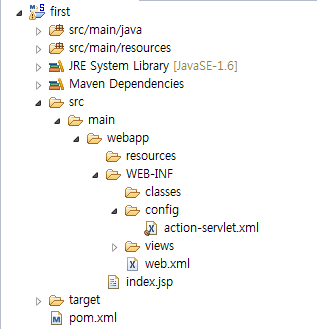 first
src/main/java
src/main/resources
JRE System Library [JavaSE-1.6]
Maven Dependencies
src
main
webapp
resources
WEB-INF
classes
config
action-servlet.xml
views
web.xml
index.jsp
target
pom.xml